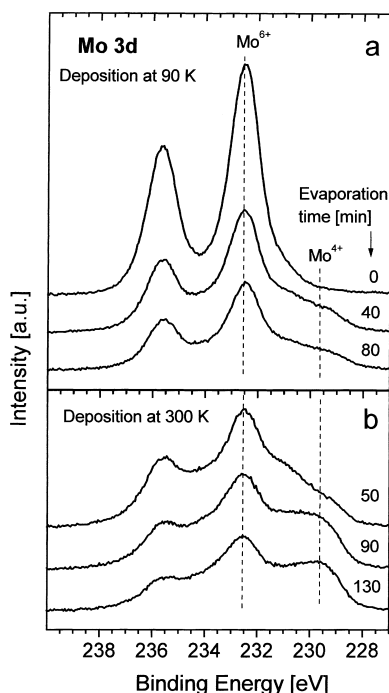 Mo 3d
Mo6+
a
Deposition at 90 K
Evaporation
time [min]
Mo4+
0
40
80
Intensity [a.u.]
Deposition at 300 K
b
50
90
130
238 236 234 232 230 228
Binding Energy [eV]